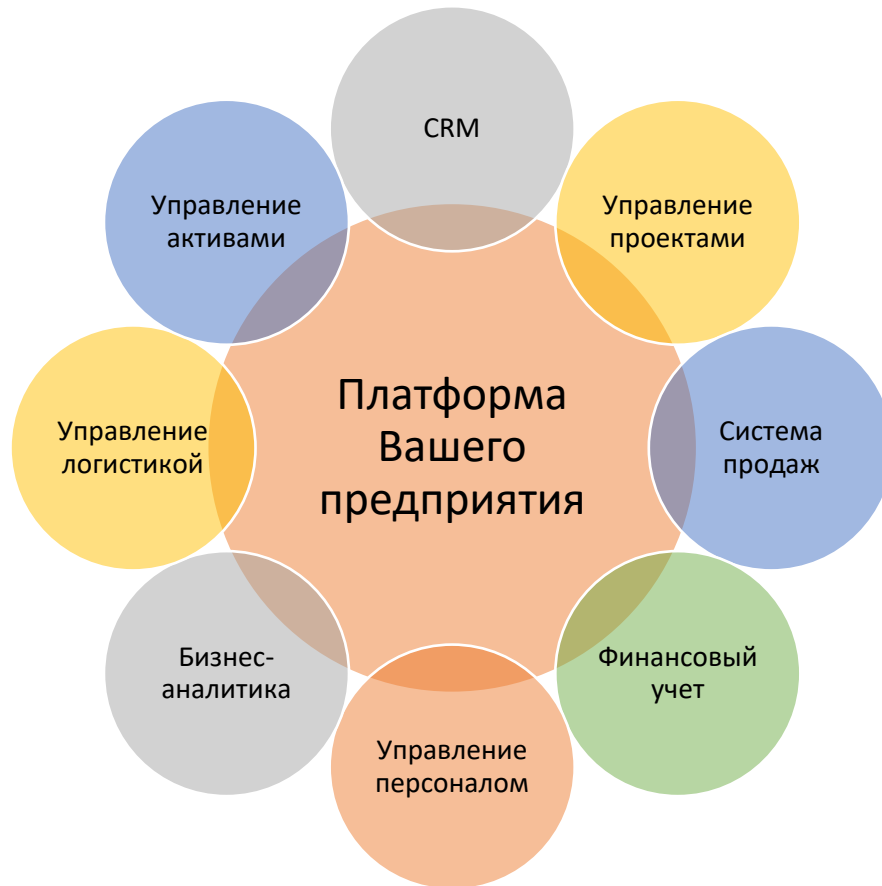 CRM
Управление
проектами
Система
продаж
Финансовый
учет
Управление
персоналом
Бизнес-
аналитика
Управление
логистикой
Управление
активами
Платформа
Вашего
предприятия